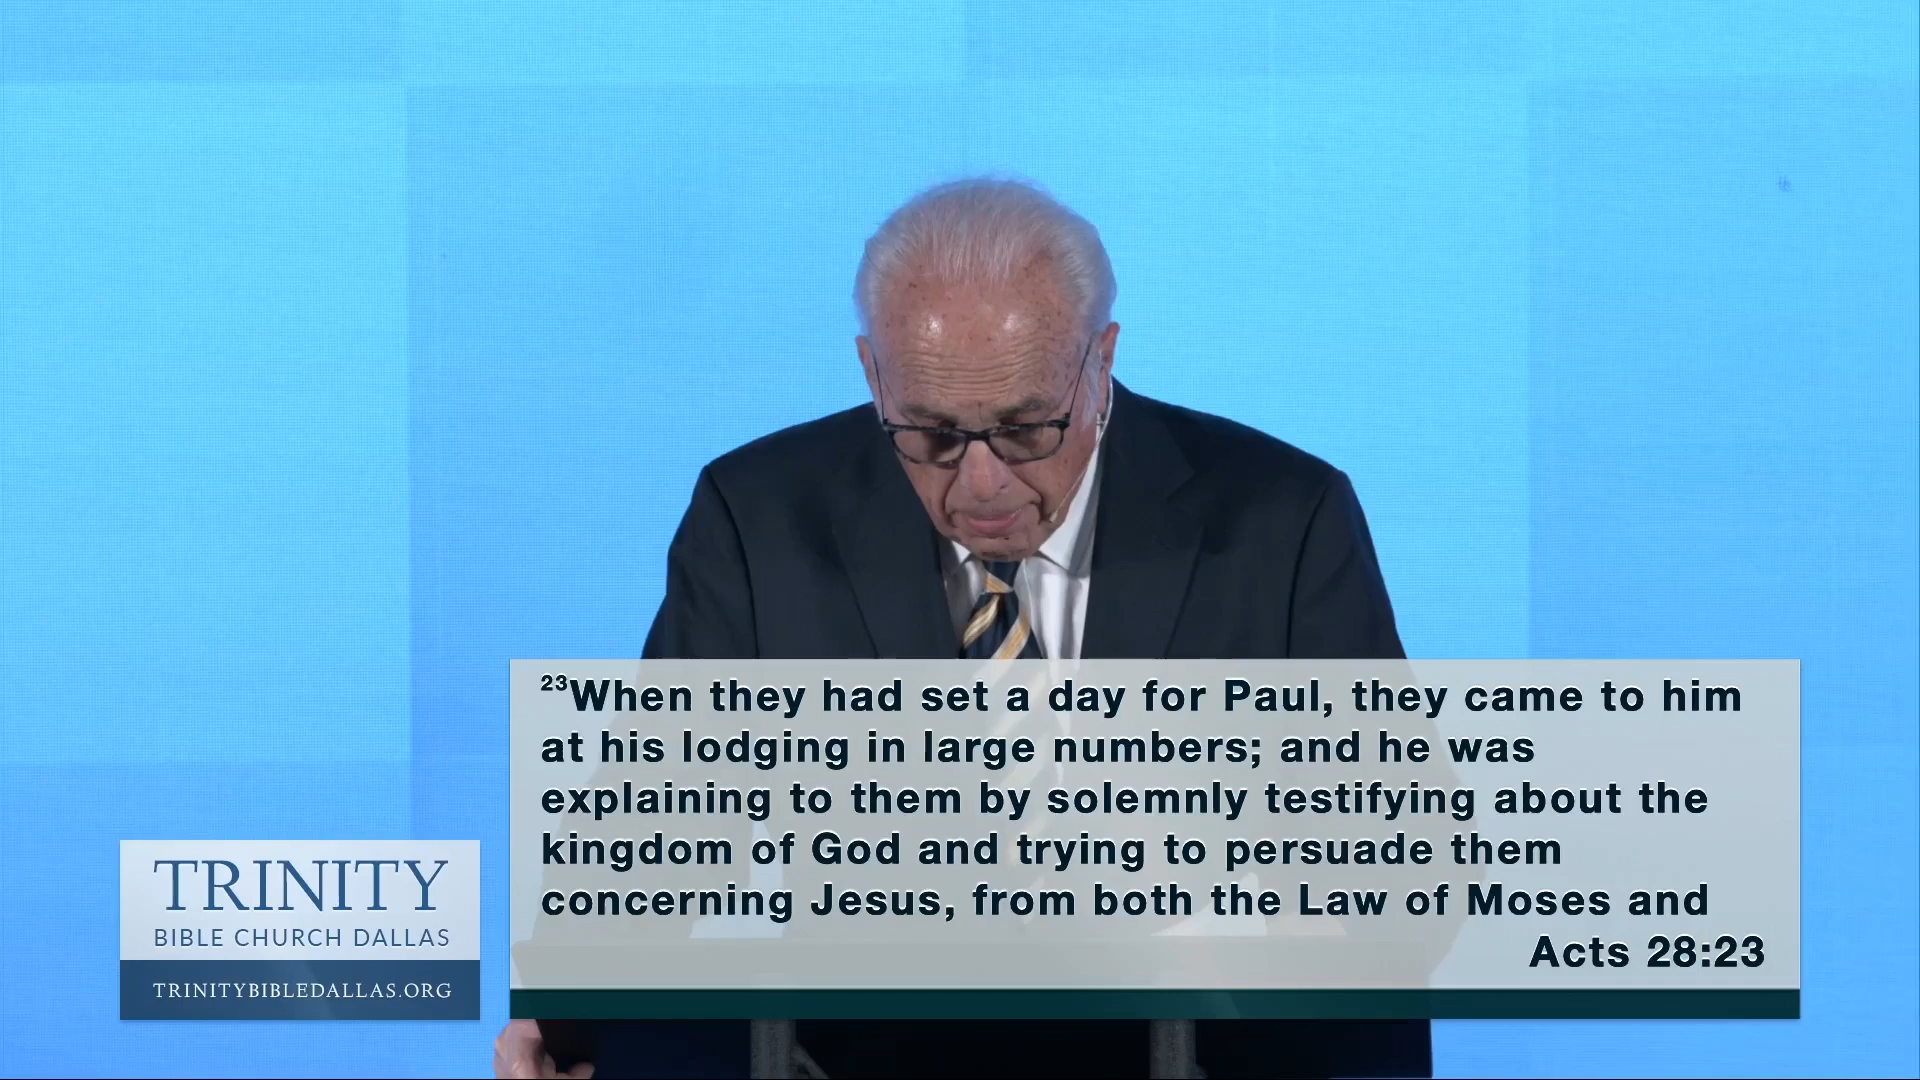 ²³When they had set a day for Paul, they came to him
at his lodging in large numbers; and he was
explaining to them by solemnly testifying about the
kingdom of God and trying to persuade them
concerning Jesus, from both the Law of Moses and
Acts 28:23
TRINITY
BIBLE CHURCH DALLAS
TRINITYBIBLEDALLAS.ORG